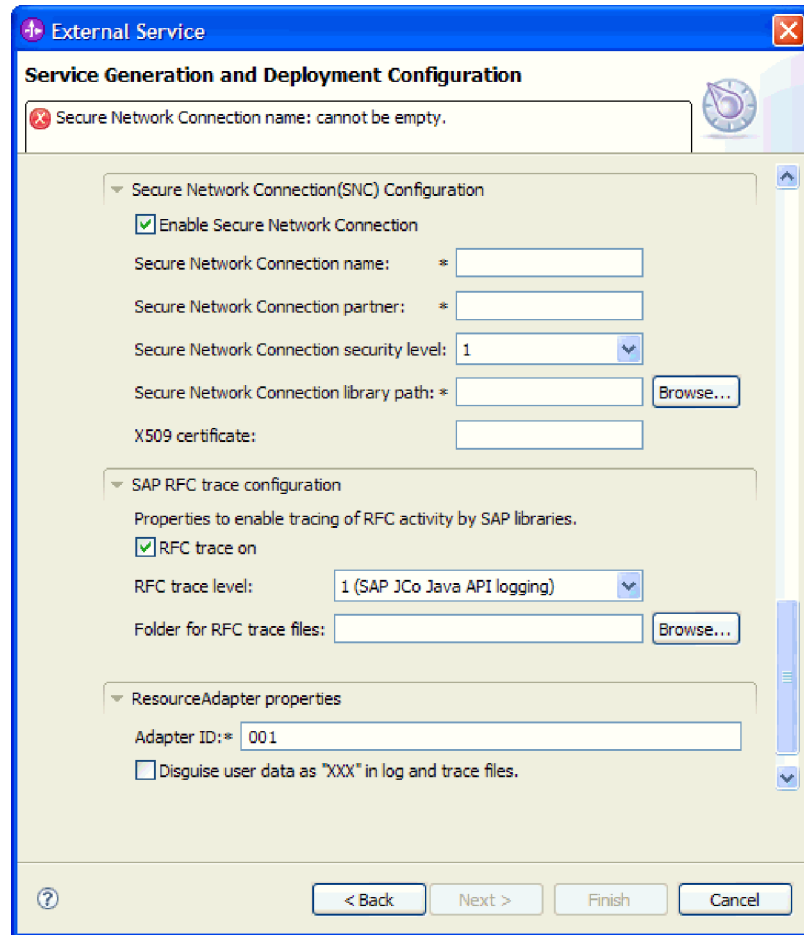 External Service
Service Generation and Deployment Configuration
Secure Network Connection name: cannot be empty.
Secure Network Connection(SNC) Configuration
Enable Secure Network Connection
Secure Network Connection name: *
Secure Network Connection partner: *
Secure Network Connection security level: 1
Secure Network Connection library path: * Browse...
X509 certificate:
SAP RFC trace configuration
Properties to enable tracing of RFC activity by SAP libraries.
RFC trace on
RFC trace level: 1 (SAP JCo Java API logging)
Folder for RFC trace files: Browse...
ResourceAdapter properties
Adapter ID:* 001
Disguise user data as "XXX" in log and trace files.
? < Back Next > Finish Cancel